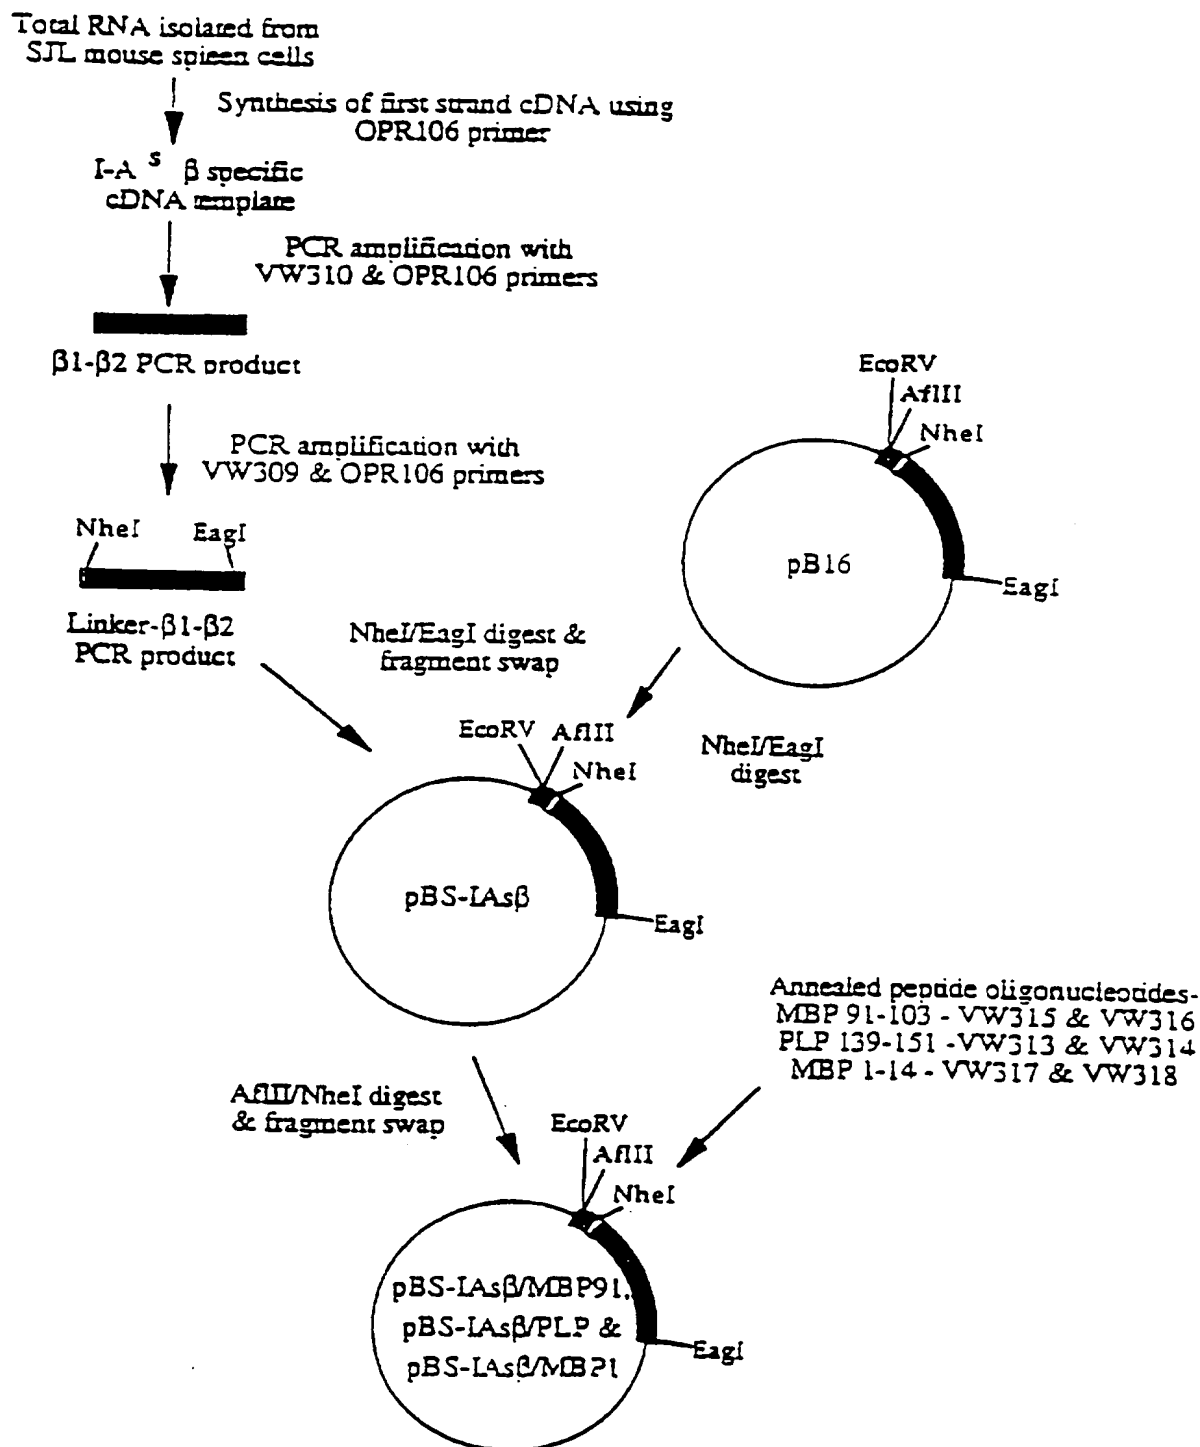 Total RNA isolated from
SJL mouse spleen cells
Synthesis of first strand cDNA using
OPR106 primer
I-A s β specific
cDNA template
PCR amplification with
VW310 & OPR106 primers
β1-β2 PCR product
PCR amplification with
VW309 & OPR106 primers
NheI EagI
Linker-β1-β2
PCR product
EcoRV
AflII
NheI
pB16
EagI
NheI/EagI digest &
fragment swap
NheI/EagI
digest
EcoRV AflII
NheI
pBS-IAsβ
EagI
Annealed peptide oligonucleotides-
MBP 91-103 - VW315 & VW316
PLP 139-151 -VW313 & VW314
MBP 1-14 - VW317 & VW318
AflII/NheI digest
& fragment swap
EcoRV
AflII
NheI
pBS-IAsβ/MBP91,
pBS-IAsβ/PLP &
pBS-IAsβ/MBP1
EagI